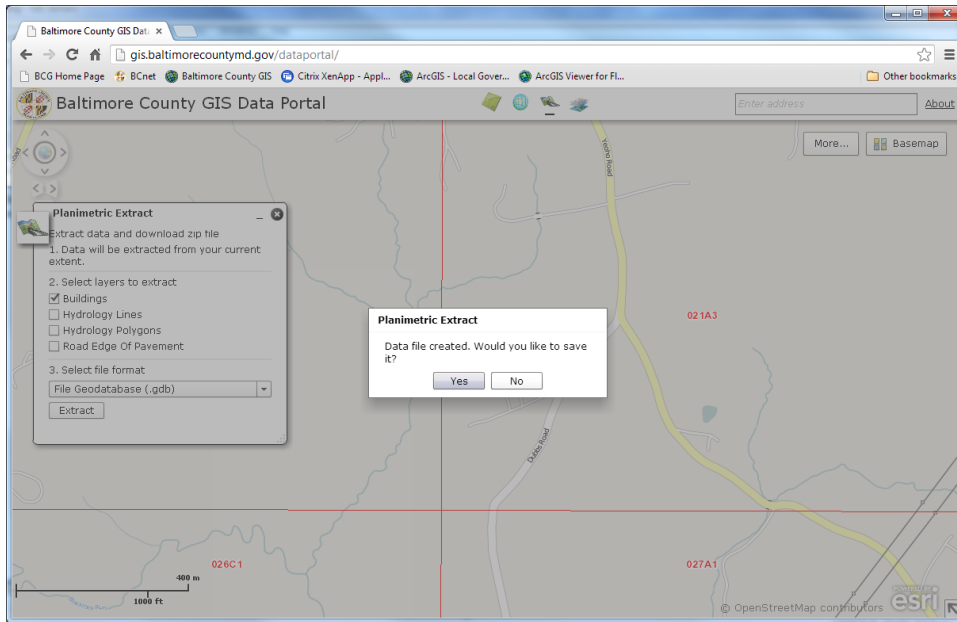 Baltimore County GIS Dat
gis.baltimorecountymd.gov/dataportal/
BCG Home Page BCnet Baltimore County GIS Citrix XenApp - Appl... ArcGIS - Local Gover... ArcGIS Viewer for Fl... Other bookmarks
Baltimore County GIS Data Portal
Enter address
About
More...
Basemap
Yeoho Road
Planimetric Extract
Extract data and download zip file
1. Data will be extracted from your current
extent.
2. Select layers to extract
Buildings
Hydrology Lines
Hydrology Polygons
Road Edge Of Pavement
3. Select file format
File Geodatabase (.gdb)
Extract
Planimetric Extract
Data file created. Would you like to save
it?
Yes No
021A3
Dubbs Road
026C1
027A1
400 m
1000 ft
POWERED BY
esri
© OpenStreetMap contributors